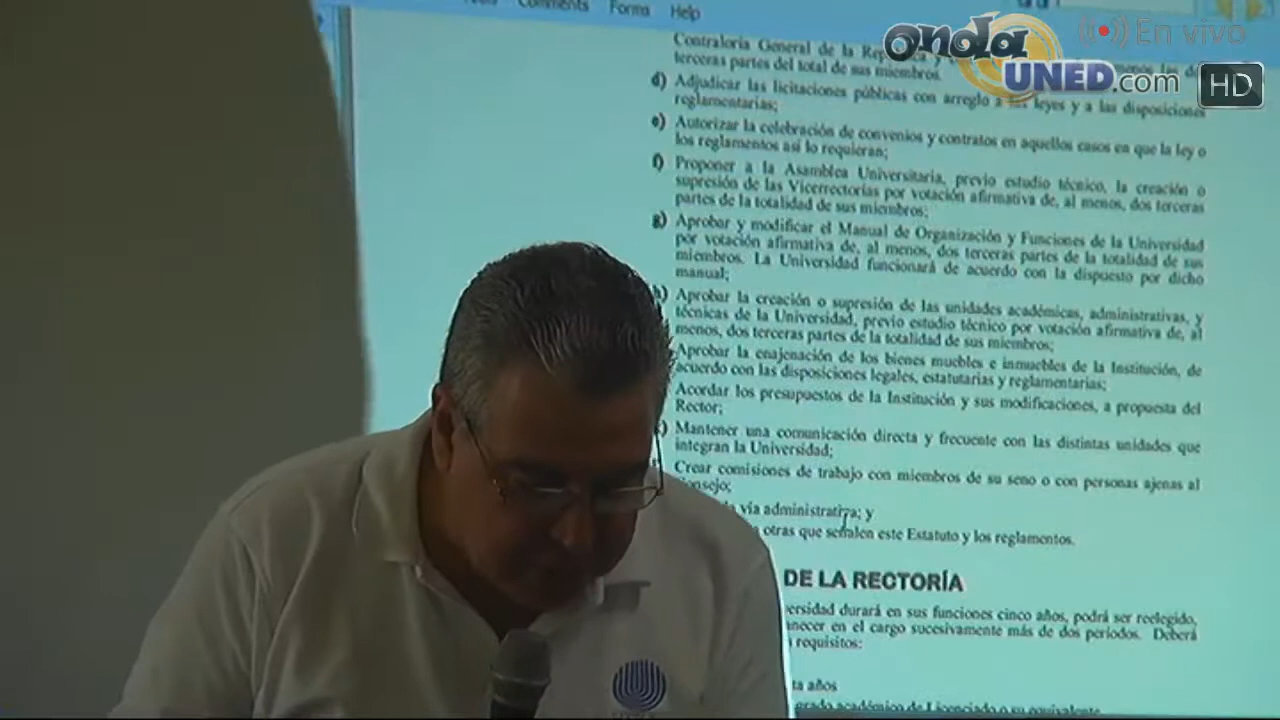 Comments Forms Help
onda UNED.com
((•)) En vivo
HD
Contraloría General de la República y
terceras partes del total de sus miembros.
d) Adjudicar las licitaciones públicas con arreglo a las leyes y a las disposiciones
reglamentarias;
e) Autorizar la celebración de convenios y contratos en aquellos casos en que la ley o
los reglamentos así lo requieran;
f) Proponer a la Asamblea Universitaria, previo estudio técnico, la creación o
supresión de las Vicerrectorías por votación afirmativa de, al menos, dos terceras
partes de la totalidad de sus miembros;
g) Aprobar y modificar el Manual de Organización y Funciones de la Universidad
por votación afirmativa de, al menos, dos terceras partes de la totalidad de sus
miembros. La Universidad funcionará de acuerdo con la dispuesto por dicho
manual;
h) Aprobar la creación o supresión de las unidades académicas, administrativas, y
técnicas de la Universidad, previo estudio técnico por votación afirmativa de, al
menos, dos terceras partes de la totalidad de sus miembros;
Aprobar la enajenación de los bienes muebles e inmuebles de la Institución, de
acuerdo con las disposiciones legales, estatutarias y reglamentarias;
Acordar los presupuestos de la Institución y sus modificaciones, a propuesta del
Rector;
Mantener una comunicación directa y frecuente con las distintas unidades que
integran la Universidad;
Crear comisiones de trabajo con miembros de su seno o con personas ajenas al
onsejo;
vía administrativa; y
otras que señalen este Estatuto y los reglamentos.
DE LA RECTORÍA
ersidad durará en sus funciones cinco años, podrá ser reelegido,
anecer en el cargo sucesivamente más de dos períodos. Deberá
requisitos:
ta años
grado académico de Licenciado o su equivalente